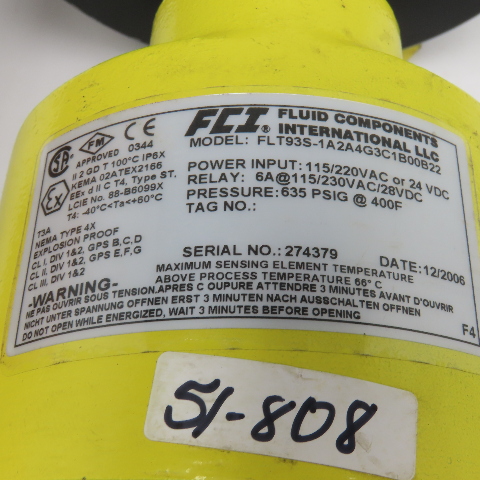 FCI® FLUID COMPONENTS
INTERNATIONAL LLC
MODEL: FLT93S-1A2A4G3C1B00B22
POWER INPUT: 115/220VAC or 24 VDC
RELAY: 6A@115/230VAC/28VDC
PRESSURE: 635 PSIG @ 400F
TAG NO.:
SERIAL NO.: 274379
DATE: 12/2006
FM
APPROVED 0344
II 2 GD T 100°C IP6X
KEMA 02ATEX2166
EEx d II C T4, Type ST.
LCIE No. 88-B6099X
T4: -40°C<Ta<+60°C
T3A
NEMA TYPE 4X
EXPLOSION PROOF
CL I. DIV 1&2, GPS B,C,D
CL II. DIV 1&2, GPS E,F,G
CL III. DIV 1&2
MAXIMUM SENSING ELEMENT TEMPERATURE
ABOVE PROCESS TEMPERATURE 66° C
-WARNING-
NE PAS OUVRIR SOUS TENSION.APRES COUPURE ATTENDRE 3 MINUTES AVANT D'OUVRIR
NICHT UNTER SPANNUNG OFFNEN ERST 3 MINUTEN NACH AUSSCHALTEN OFFNEN
DO NOT OPEN WHILE ENERGIZED, WAIT 3 MINUTES BEFORE OPENING
F4
51-808